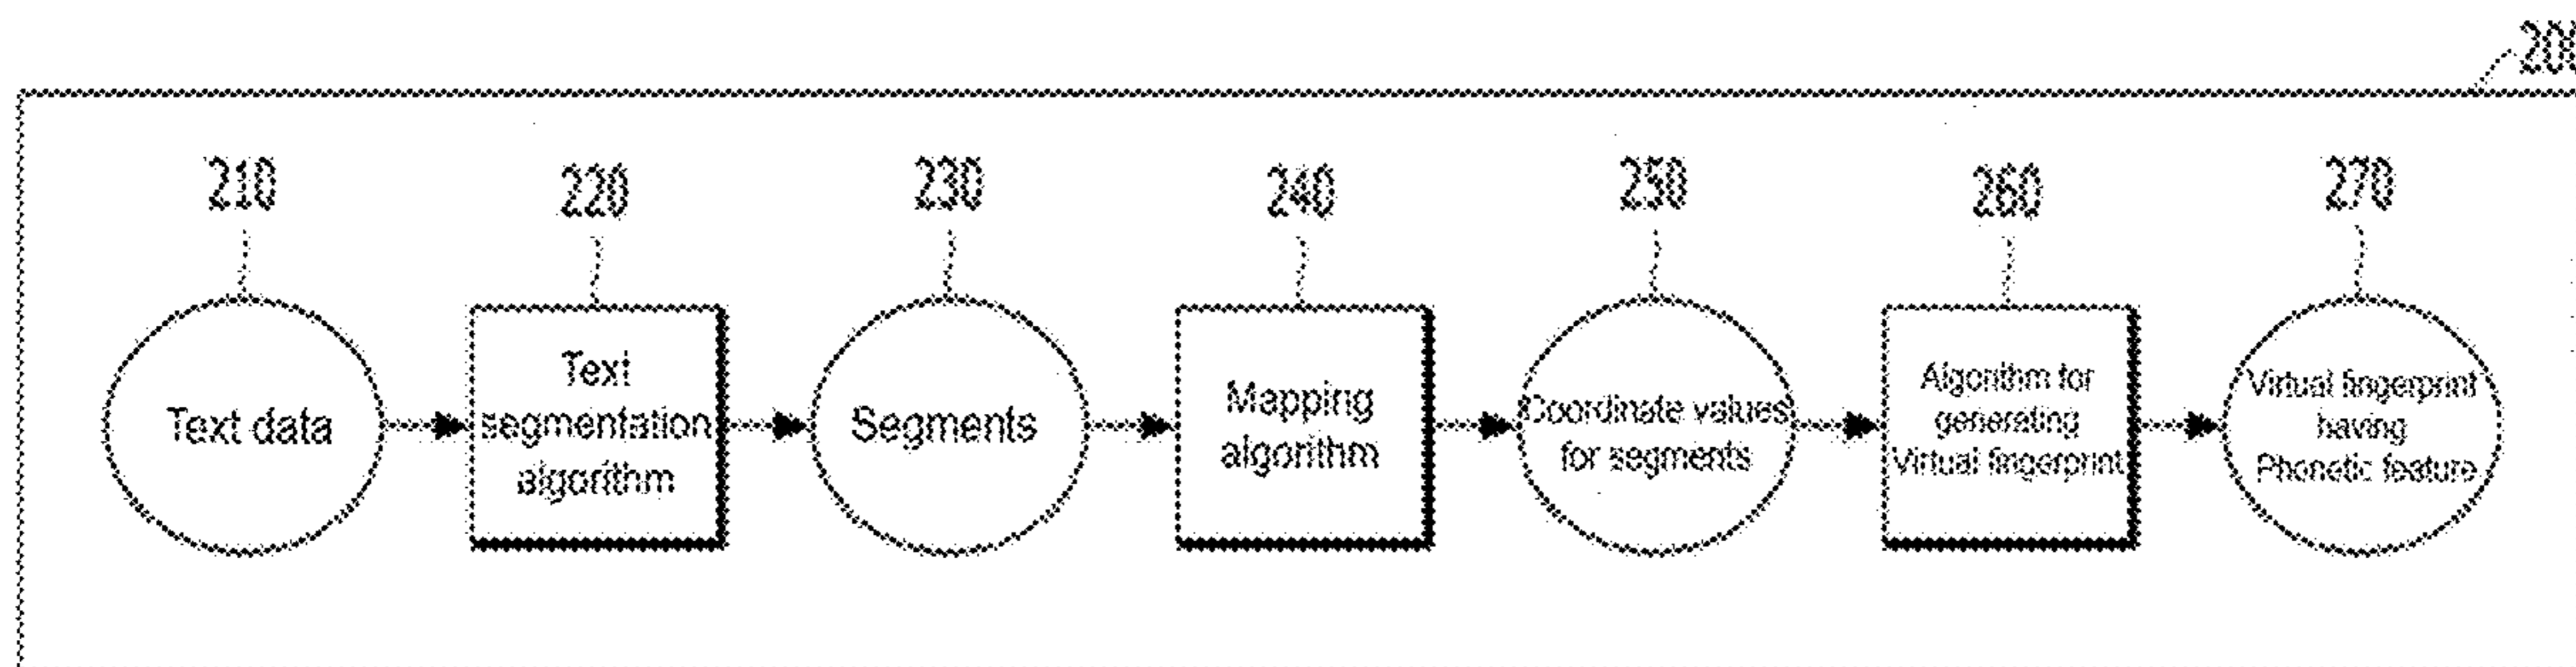 210
220
230
240
250
260
270
Text data
Text
segmentation
algorithm
Segments
Mapping
algorithm
Coordinate values
for segments
Algorithm for
generating
Virtual fingerprint
Virtual fingerprint
having
Phonetic feature